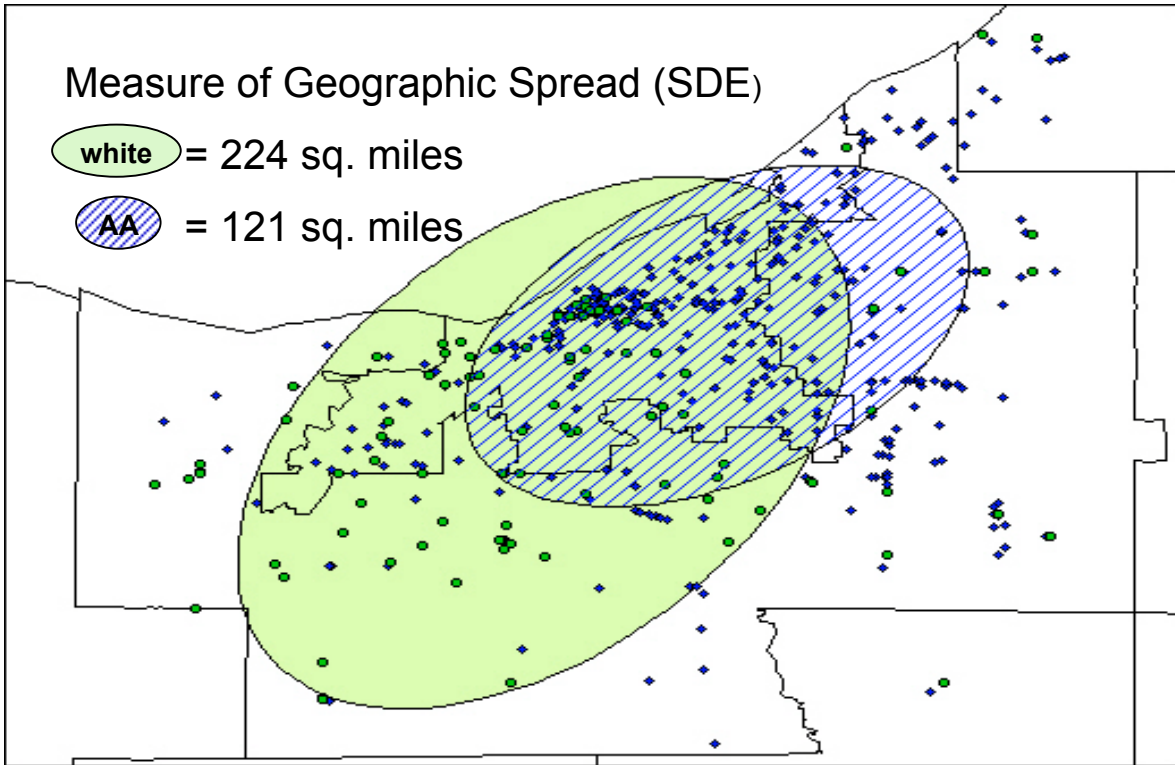 Measure of Geographic Spread (SDE)
white = 224 sq. miles
AA = 121 sq. miles